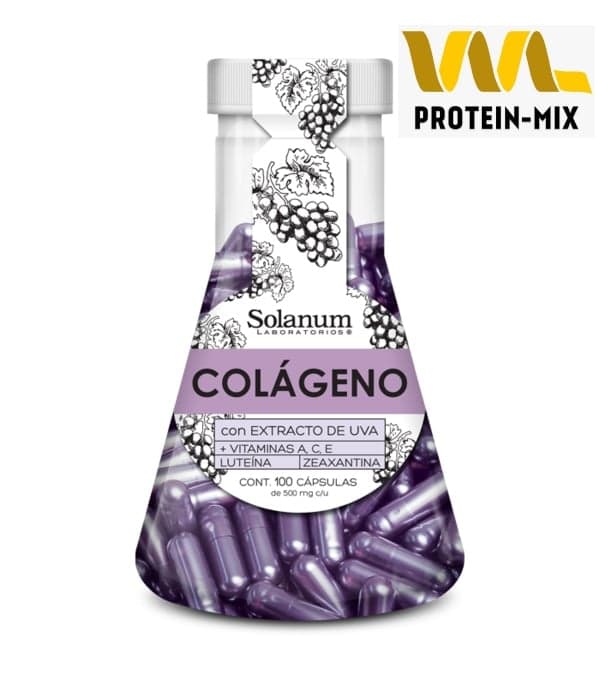 PROTEIN-MIX
Solanum
LABORATORIOS®
COLÁGENO
con EXTRACTO DE UVA
+ VITAMINAS A, C, E
LUTEÍNA ZEAXANTINA
CONT. 100 CÁPSULAS
de 500 mg c/u